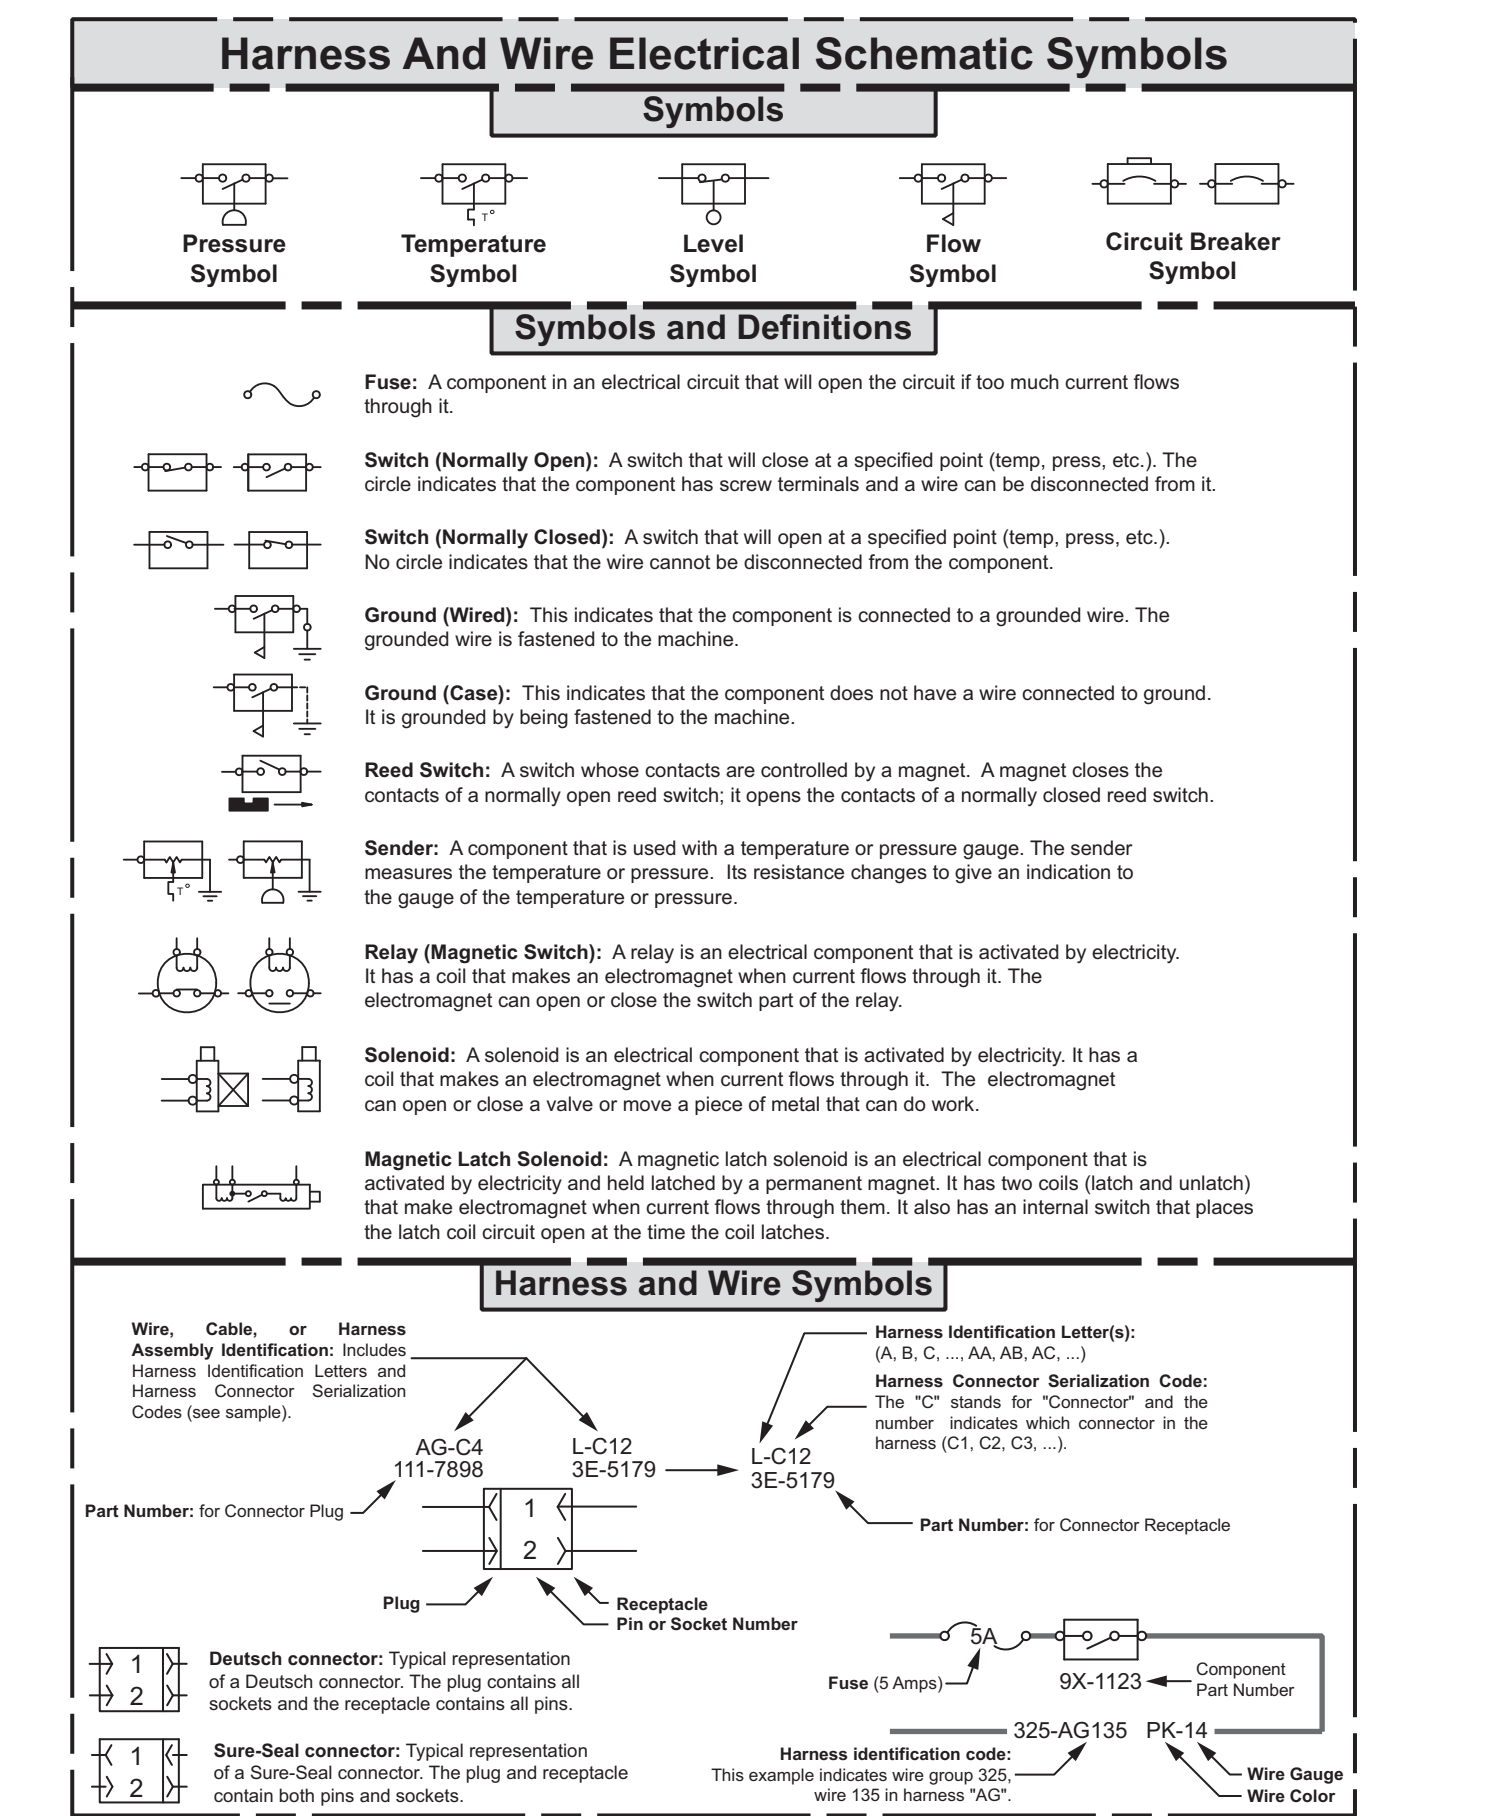 Harness And Wire Electrical Schematic Symbols
Symbols
T°
Pressure
Symbol
Temperature
Symbol
Level
Symbol
Flow
Symbol
Circuit Breaker
Symbol
Symbols and Definitions
Fuse: A component in an electrical circuit that will open the circuit if too much current flows
through it.
Switch (Normally Open): A switch that will close at a specified point (temp, press, etc.). The
circle indicates that the component has screw terminals and a wire can be disconnected from it.
Switch (Normally Closed): A switch that will open at a specified point (temp, press, etc.).
No circle indicates that the wire cannot be disconnected from the component.
Ground (Wired): This indicates that the component is connected to a grounded wire. The
grounded wire is fastened to the machine.
Ground (Case): This indicates that the component does not have a wire connected to ground.
It is grounded by being fastened to the machine.
Reed Switch: A switch whose contacts are controlled by a magnet. A magnet closes the
contacts of a normally open reed switch; it opens the contacts of a normally closed reed switch.
T°
Sender: A component that is used with a temperature or pressure gauge. The sender
measures the temperature or pressure. Its resistance changes to give an indication to
the gauge of the temperature or pressure.
Relay (Magnetic Switch): A relay is an electrical component that is activated by electricity.
It has a coil that makes an electromagnet when current flows through it. The
electromagnet can open or close the switch part of the relay.
Solenoid: A solenoid is an electrical component that is activated by electricity. It has a
coil that makes an electromagnet when current flows through it. The electromagnet
can open or close a valve or move a piece of metal that can do work.
Magnetic Latch Solenoid: A magnetic latch solenoid is an electrical component that is
activated by electricity and held latched by a permanent magnet. It has two coils (latch and unlatch)
that make electromagnet when current flows through them. It also has an internal switch that places
the latch coil circuit open at the time the coil latches.
Harness and Wire Symbols
Wire, Cable, or Harness
Assembly Identification: Includes
Harness Identification Letters and
Harness Connector Serialization
Codes (see sample).
Harness Identification Letter(s):
(A, B, C, ..., AA, AB, AC, ...)
Harness Connector Serialization Code:
The "C" stands for "Connector" and the
number indicates which connector in the
harness (C1, C2, C3, ...).
AG-C4
111-7898
L-C12
3E-5179
L-C12
3E-5179
Part Number: for Connector Plug
1
2
Part Number: for Connector Receptacle
Plug
Receptacle
Pin or Socket Number
1
2
Deutsch connector: Typical representation
of a Deutsch connector. The plug contains all
sockets and the receptacle contains all pins.
1
2
Sure-Seal connector: Typical representation
of a Sure-Seal connector. The plug and receptacle
contain both pins and sockets.
5A
Fuse (5 Amps)
9X-1123
Component
Part Number
325-AG135 PK-14
Harness identification code:
This example indicates wire group 325,
wire 135 in harness "AG".
Wire Gauge
Wire Color